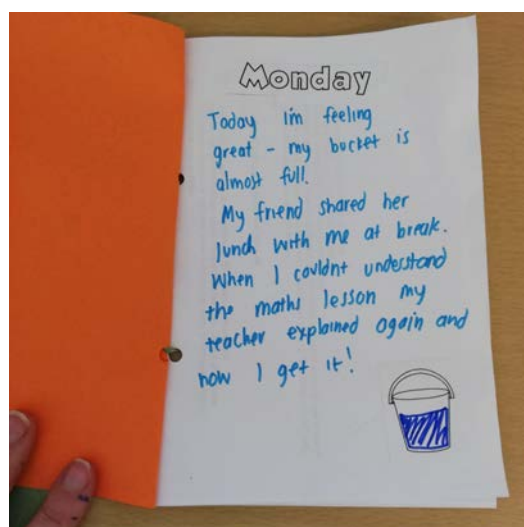 Monday
Today Im feeling
great - my bucket is
almost full.
My friend shared her
lunch with me at break.
When I couldnt understand
the maths lesson my
teacher explained again and
now I get it!